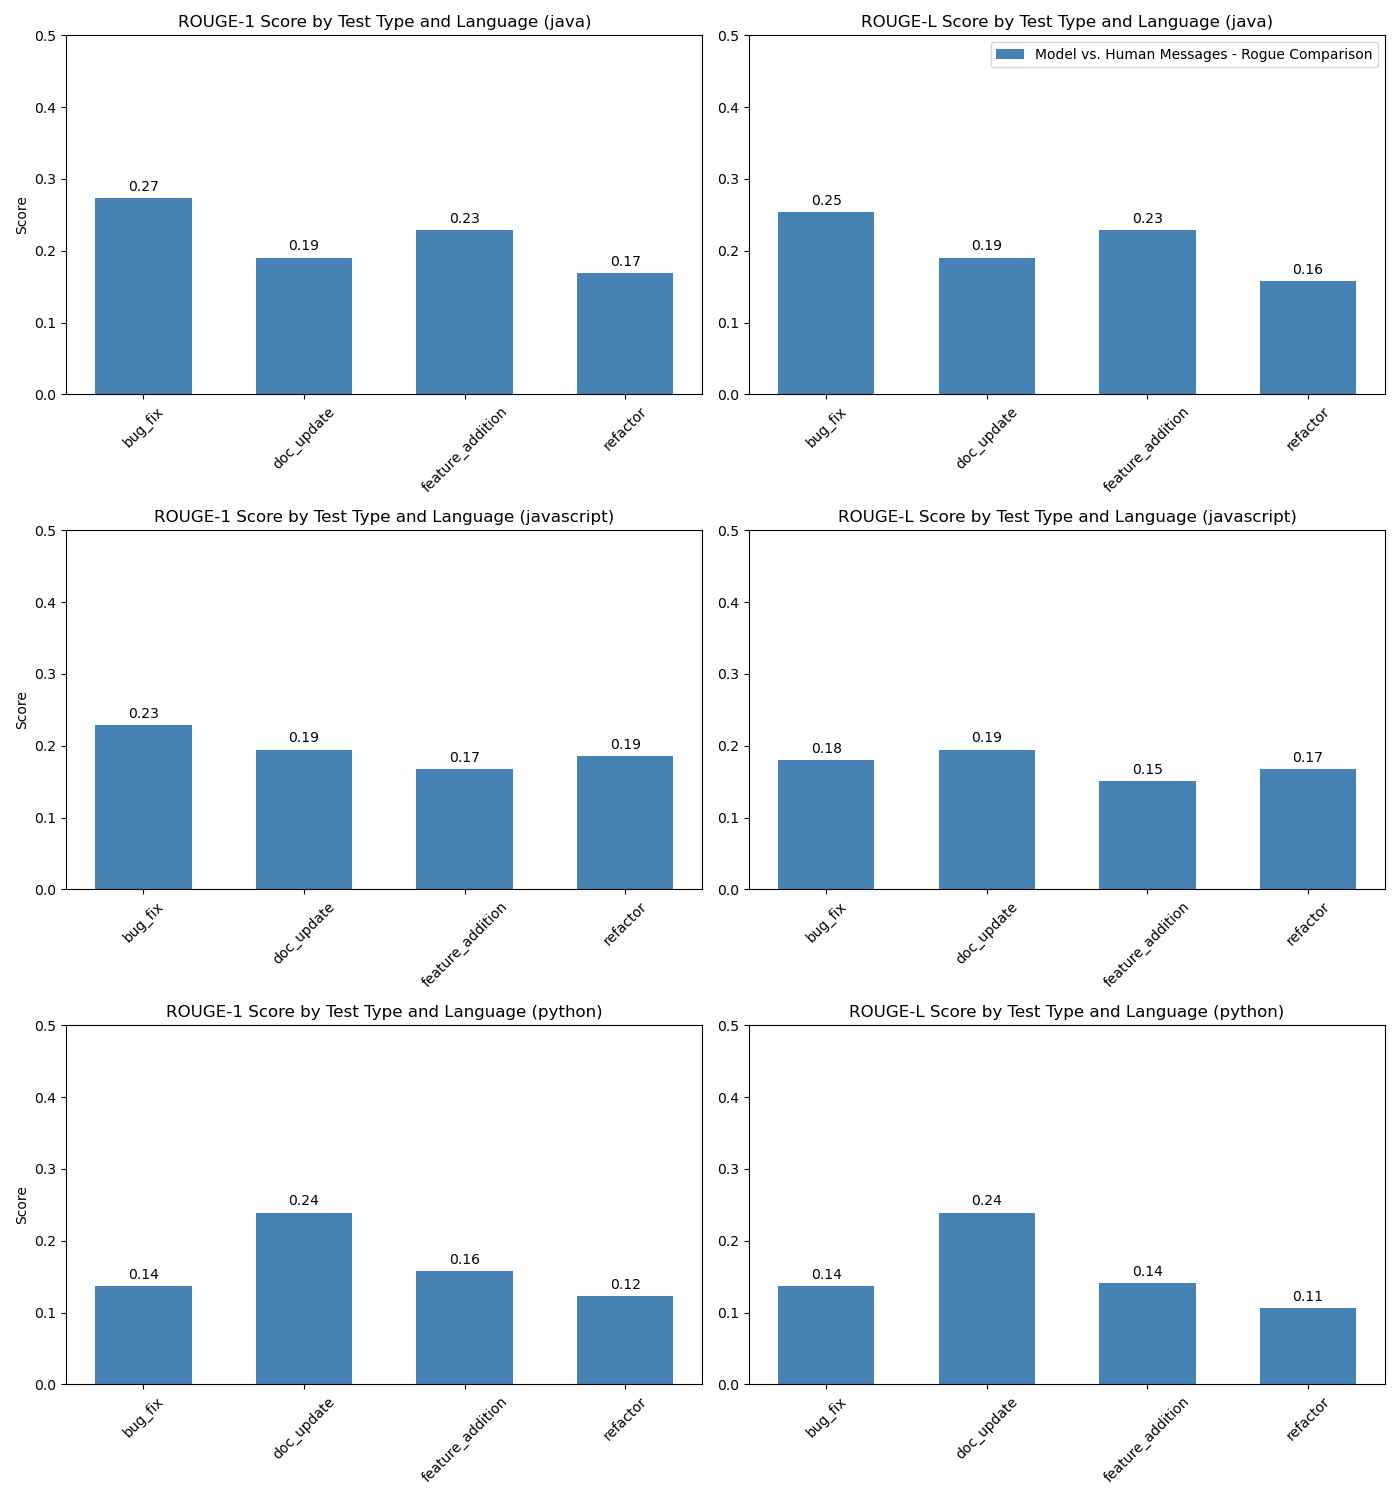 ROUGE-1 Score by Test Type and Language (java)
0.5
0.4
0.3
0.2
0.1
0.0
Score
0.27
0.19
0.23
0.17
bug_fix
doc_update
feature_addition
refactor
ROUGE-L Score by Test Type and Language (java)
Model vs. Human Messages - Rogue Comparison
0.5
0.4
0.3
0.2
0.1
0.0
0.25
0.19
0.23
0.16
bug_fix
doc_update
feature_addition
refactor
ROUGE-1 Score by Test Type and Language (javascript)
0.5
0.4
0.3
0.2
0.1
0.0
Score
0.23
0.19
0.17
0.19
bug_fix
doc_update
feature_addition
refactor
ROUGE-L Score by Test Type and Language (javascript)
0.5
0.4
0.3
0.2
0.1
0.0
0.18
0.19
0.15
0.17
bug_fix
doc_update
feature_addition
refactor
ROUGE-1 Score by Test Type and Language (python)
0.5
0.4
0.3
0.2
0.1
0.0
Score
0.14
0.24
0.16
0.12
bug_fix
doc_update
feature_addition
refactor
ROUGE-L Score by Test Type and Language (python)
0.5
0.4
0.3
0.2
0.1
0.0
0.14
0.24
0.14
0.11
bug_fix
doc_update
feature_addition
refactor